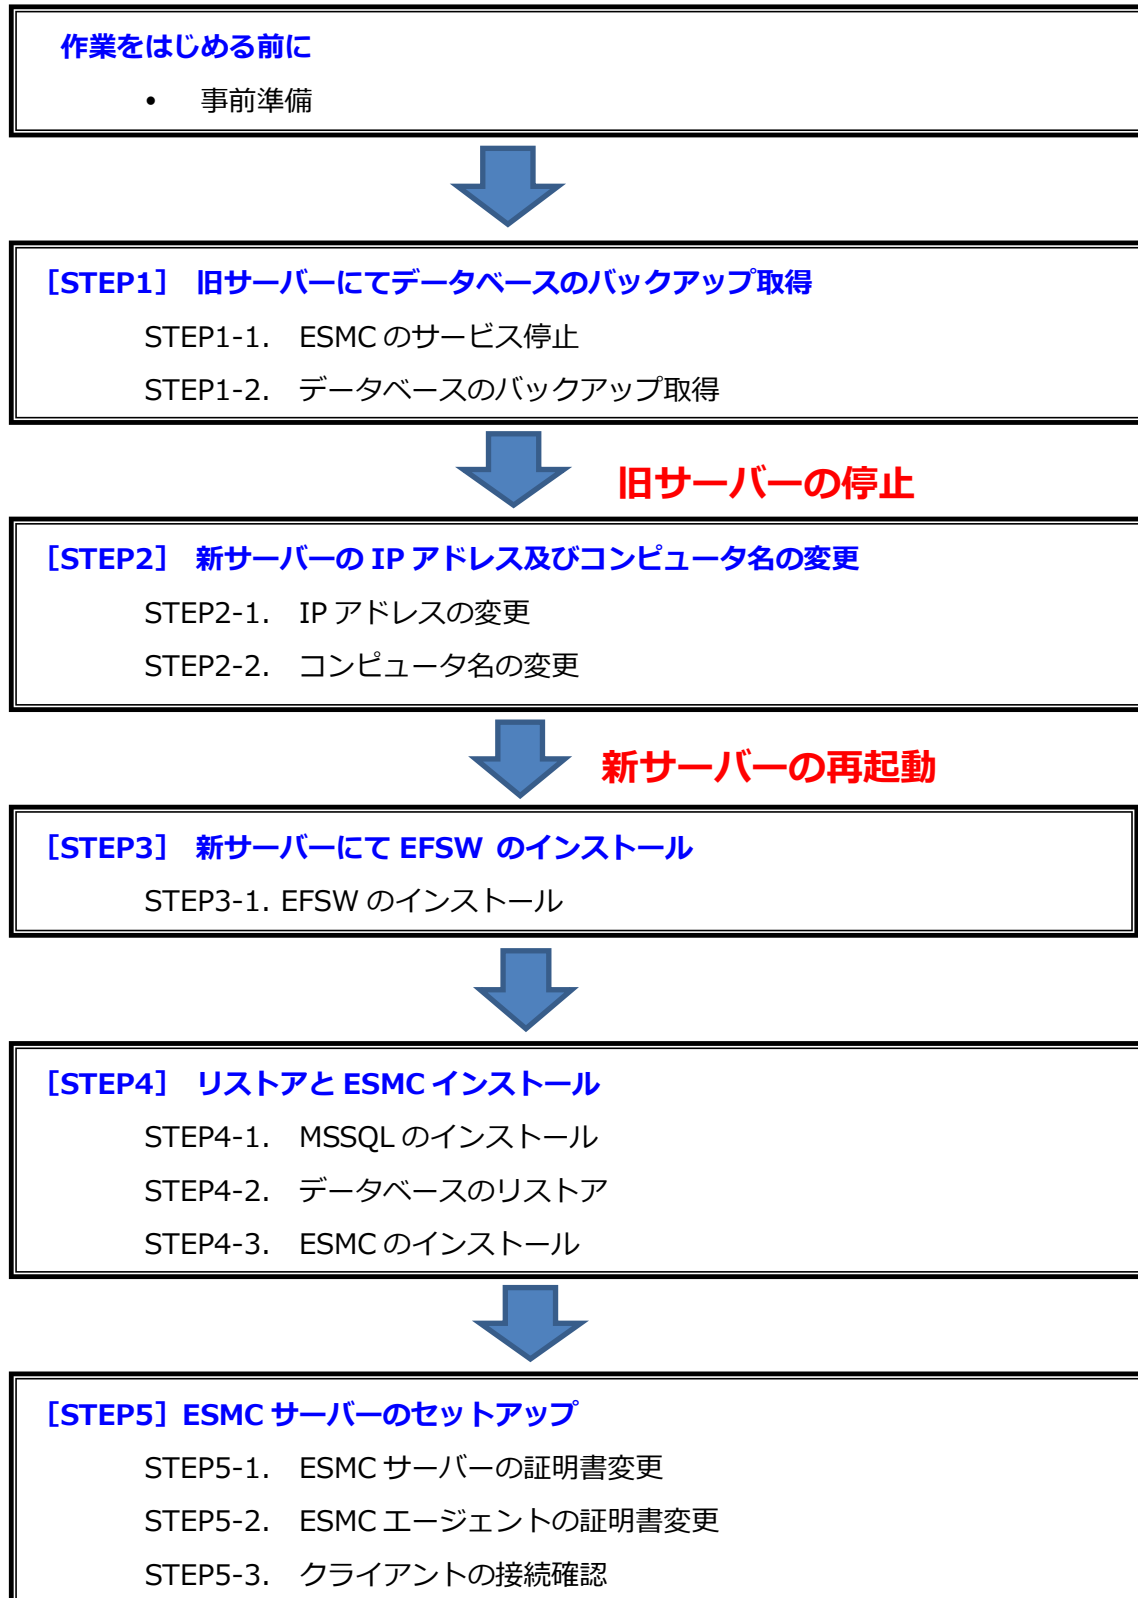 作業をはじめる前に
• 事前準備
［STEP1］ 旧サーバーにてデータベースのバックアップ取得
STEP1-1. ESMC のサービス停止
STEP1-2. データベースのバックアップ取得
旧サーバーの停止
［STEP2］ 新サーバーの IP アドレス及びコンピュータ名の変更
STEP2-1. IP アドレスの変更
STEP2-2. コンピュータ名の変更
新サーバーの再起動
［STEP3］ 新サーバーにて EFSW のインストール
STEP3-1. EFSW のインストール
［STEP4］ リストアと ESMC インストール
STEP4-1. MSSQL のインストール
STEP4-2. データベースのリストア
STEP4-3. ESMC のインストール
［STEP5］ESMC サーバーのセットアップ
STEP5-1. ESMC サーバーの証明書変更
STEP5-2. ESMC エージェントの証明書変更
STEP5-3. クライアントの接続確認